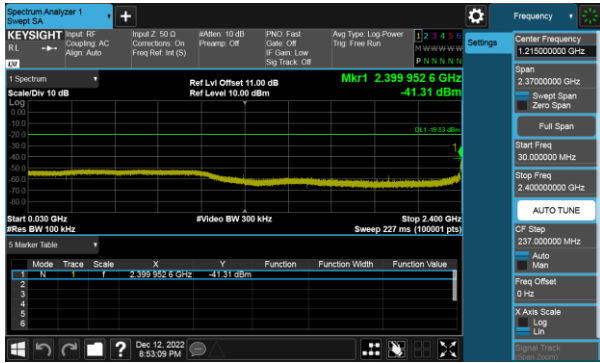 Spectrum Analyzer 1
Swept SA
Frequency
KEYSIGHT
RL
Input: RF
Coupling: AC
Align: Auto
Input Z: 50 Ω
Corrections: On
Freq Ref: Int (S)
#Atten: 10 dB
Preamp: Off
PNO: Fast
Gate: Off
IF Gain: Low
Sig Track: Off
Avg Type: Log-Power
Trig: Free Run
1 2 3 4 5 6
M W W W W W
P N N N N N
LXI
1 Spectrum
Scale/Div 10 dB
Ref Lvl Offset 11.00 dB
Ref Level 10.00 dBm
Mkr1 2.399 952 6 GHz
-41.31 dBm
Log
0.00
-10.0
-20.0
-30.0
-40.0
-50.0
-60.0
-70.0
-80.0
DL1 -19.53 dBm
1
Start 0.030 GHz
#Res BW 100 kHz
#Video BW 300 kHz
Stop 2.400 GHz
Sweep 227 ms (100001 pts)
5 Marker Table
Mode Trace Scale X Y Function Function Width Function Value
1 N 1 f 2.399 952 6 GHz -41.31 dBm
2
3
4
5
6
Dec 12, 2022
8:53:09 PM
Settings
Center Frequency
1.215000000 GHz
Span
2.37000000 GHz
Swept Span
Zero Span
Full Span
Start Freq
30.000000 MHz
Stop Freq
2.400000000 GHz
AUTO TUNE
CF Step
237.000000 MHz
Auto
Man
Freq Offset
0 Hz
X Axis Scale
Log
Lin
Signal Track
(Span Zoom)